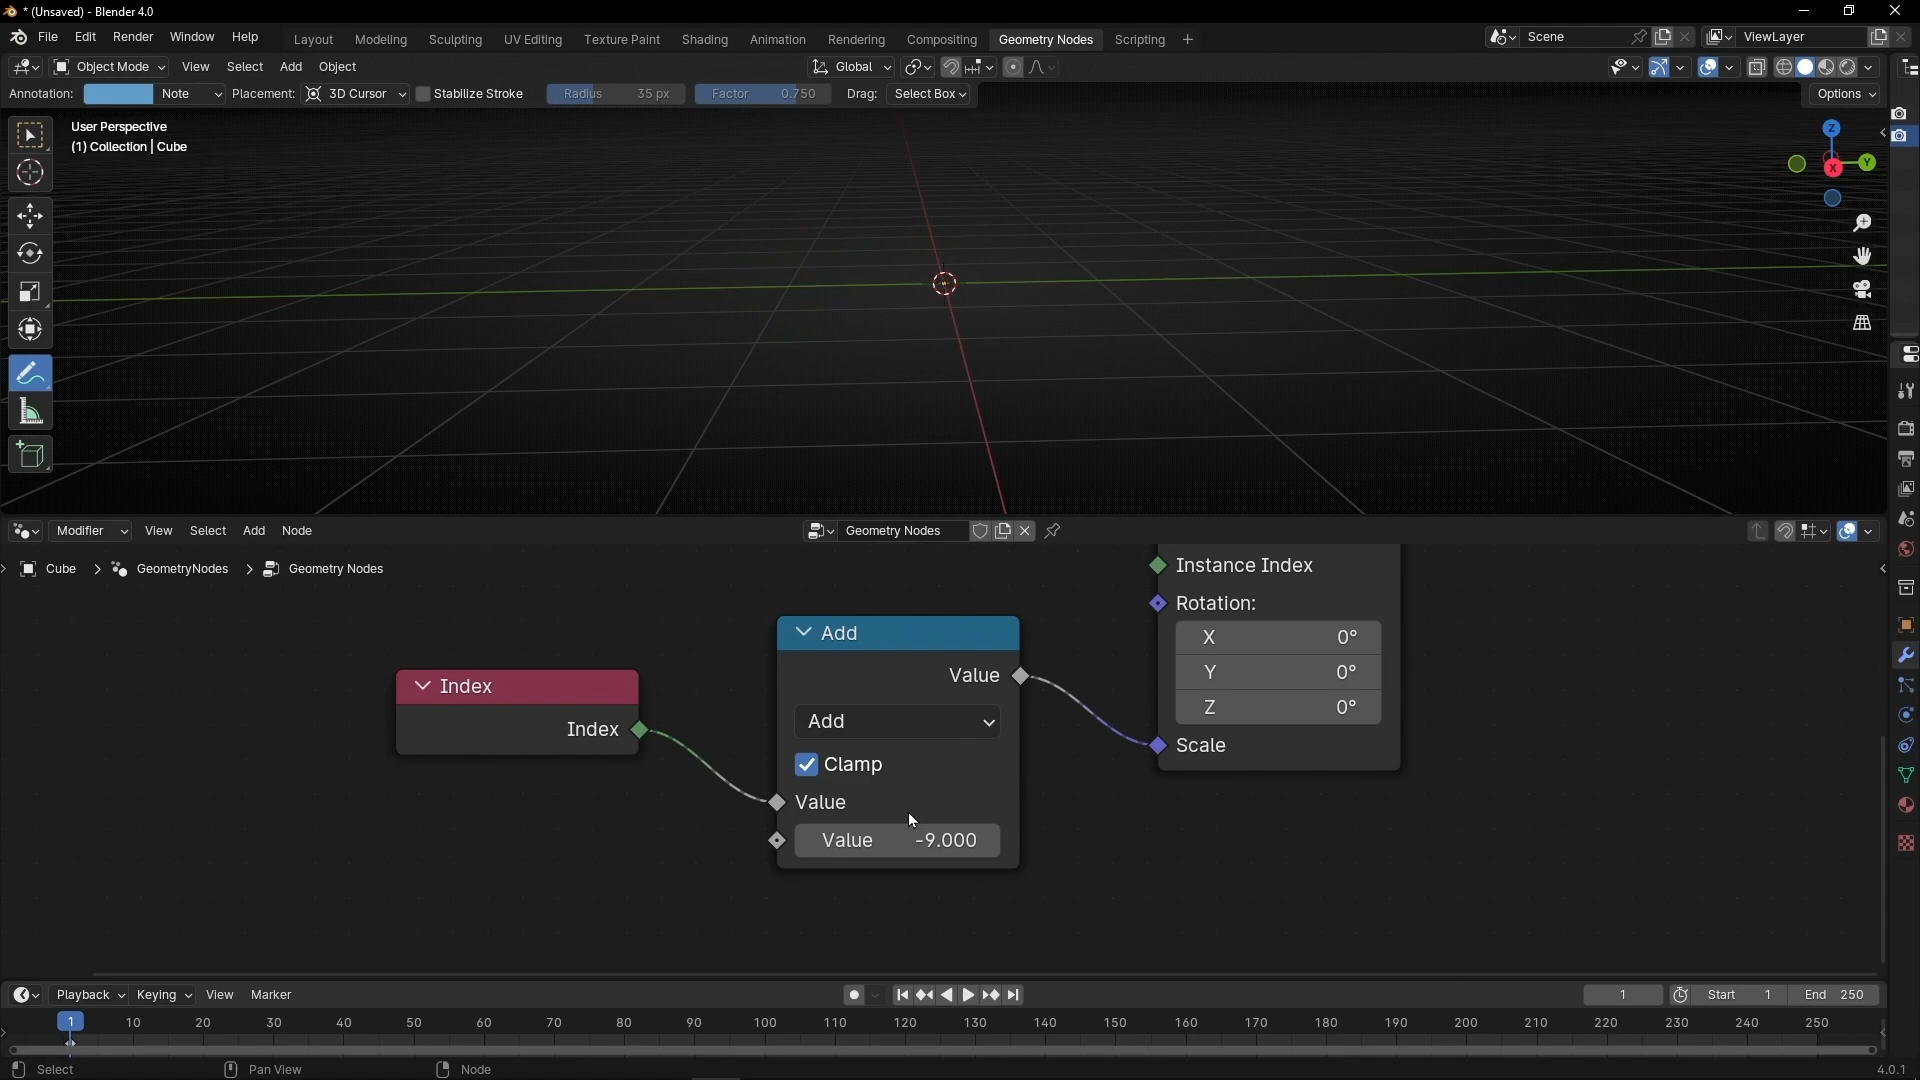 * (Unsaved) - Blender 4.0
File Edit Render Window Help Layout Modeling Sculpting UV Editing Texture Paint Shading Animation Rendering Compositing Geometry Nodes Scripting + Scene ViewLayer
Object Mode View Select Add Object Global
Annotation: Note Placement: 3D Cursor Stabilize Stroke Radius 35 px Factor 0.750 Drag: Select Box Options
User Perspective
(1) Collection | Cube
Z
Y
X
Modifier View Select Add Node Geometry Nodes
Cube > GeometryNodes > Geometry Nodes
Instance Index
Rotation:
X 0°
Y 0°
Z 0°
Scale
Add
Value
Add
Clamp
Value
Value -9.000
Index
Index
Playback Keying View Marker 1 Start 1 End 250
1 10 20 30 40 50 60 70 80 90 100 110 120 130 140 150 160 170 180 190 200 210 220 230 240 250
Select Pan View Node 4.0.1